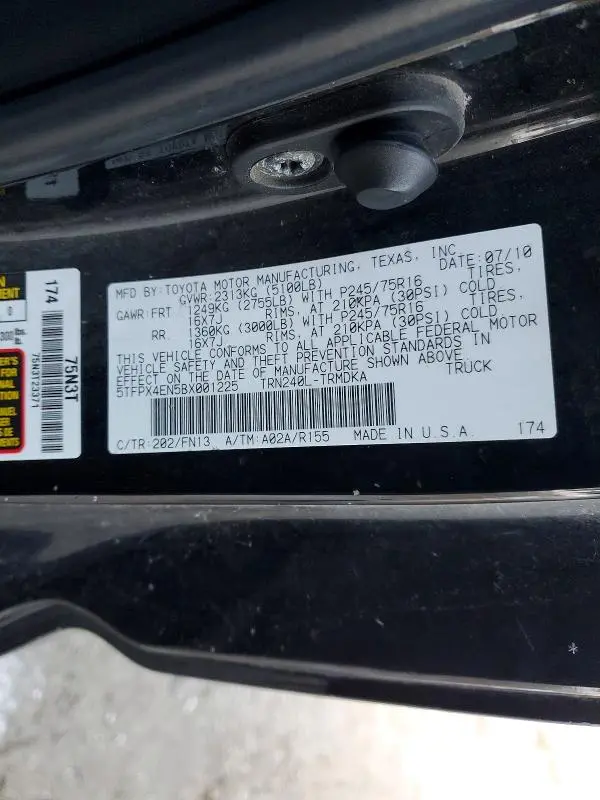 MFD BY: TOYOTA MOTOR MANUFACTURING, TEXAS, INC. DATE: 07/10
GVWR: 2313KG (5100LB)
GAWR: FRT 1249KG (2755LB) WITH P245/75R16 TIRES,
16X7J RIMS, AT 210KPA (30PSI) COLD
RR. 1360KG (3000LB) WITH P245/75R16 TIRES,
16X7J RIMS, AT 210KPA (30PSI) COLD
THIS VEHICLE CONFORMS TO ALL APPLICABLE FEDERAL MOTOR
VEHICLE SAFETY AND THEFT PREVENTION STANDARDS IN
EFFECT ON THE DATE OF MANUFACTURE SHOWN ABOVE.
5TFPX4EN5BX001225 TRN240L-TRMDKA TRUCK
C/TR: 202/FN13 A/TM: A02A/R155 MADE IN U.S.A. 174
174
75N3T
75N3T12371